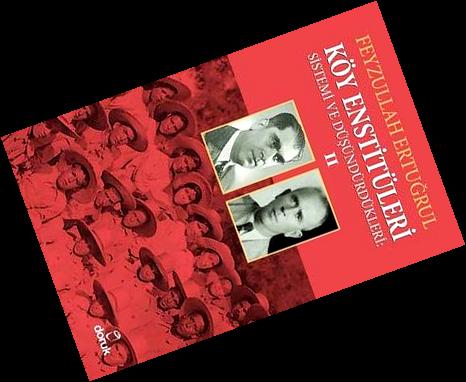 FEYZULLAH ERTUĞRUL
KÖY ENSTİTÜLERİ
SİSTEMİ VE DÜŞÜNDÜRDÜKLERİ:
II
doruk